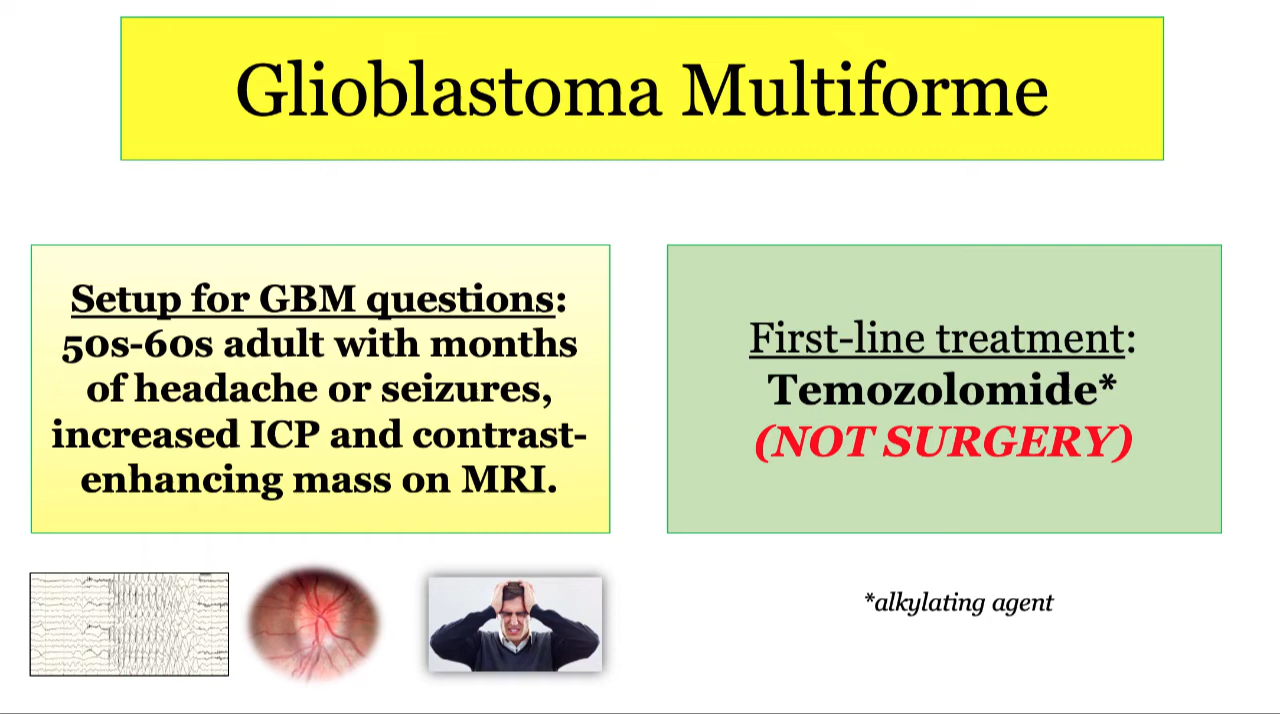 Glioblastoma Multiforme
Setup for GBM questions:
50s-60s adult with months
of headache or seizures,
increased ICP and contrast-
enhancing mass on MRI.
First-line treatment:
Temozolomide*
(NOT SURGERY)
*alkylating agent